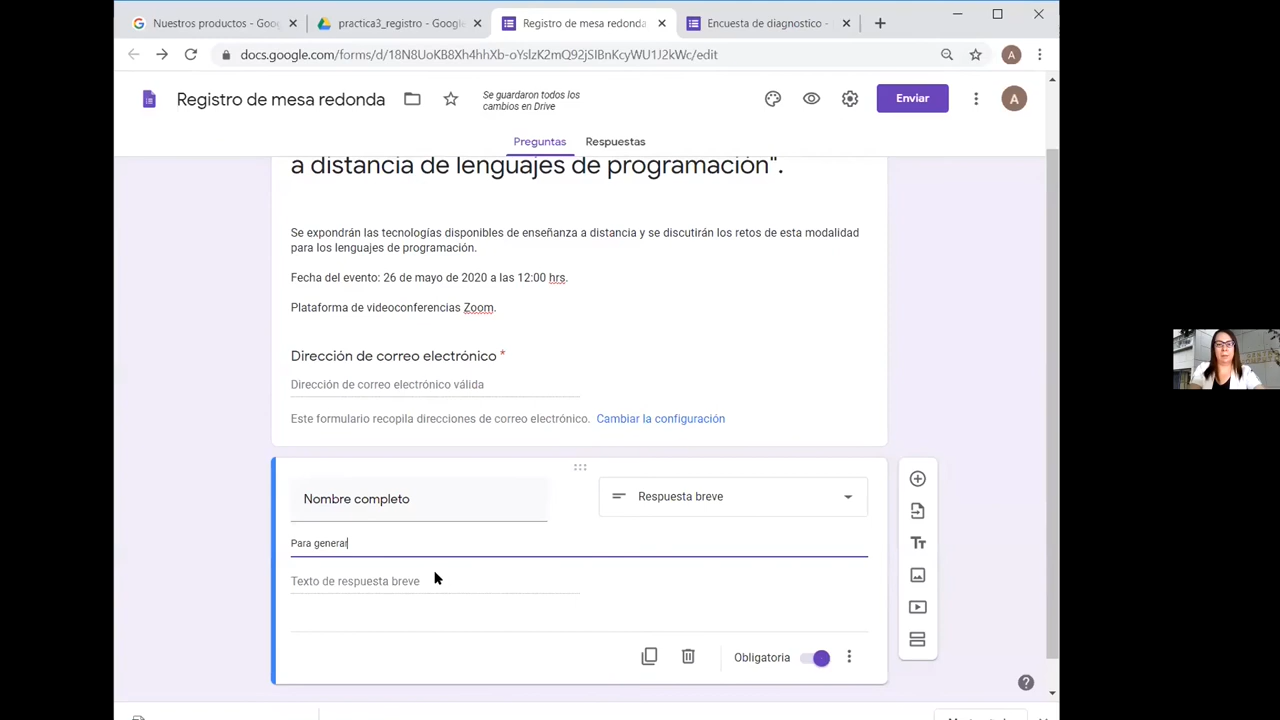 Nuestros productos - Goo
practica3_registro - Google
Registro de mesa redonda
Encuesta de diagnostico -
docs.google.com/forms/d/18N8UoKB8Xh4hhXb-oYslzK2mQ92jSIBnKcyWU1J2kWc/edit
A
Registro de mesa redonda
Se guardaron todos los
cambios en Drive
Enviar
A
Preguntas
Respuestas
a distancia de lenguajes de programación".
Se expondrán las tecnologías disponibles de enseñanza a distancia y se discutirán los retos de esta modalidad
para los lenguajes de programación.
Fecha del evento: 26 de mayo de 2020 a las 12:00 hrs.
Plataforma de videoconferencias Zoom.
Dirección de correo electrónico *
Dirección de correo electrónico válida
Este formulario recopila direcciones de correo electrónico. Cambiar la configuración
Nombre completo
Respuesta breve
Para generar
Tt
Texto de respuesta breve
Obligatoria